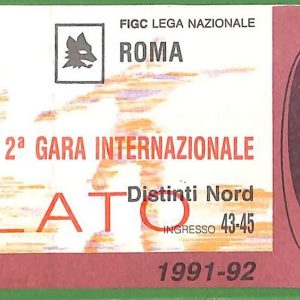 FIGC LEGA NAZIONALE
ROMA
2ª GARA INTERNAZIONALE
LATO
Distinti Nord
INGRESSO 43-45
1991-92